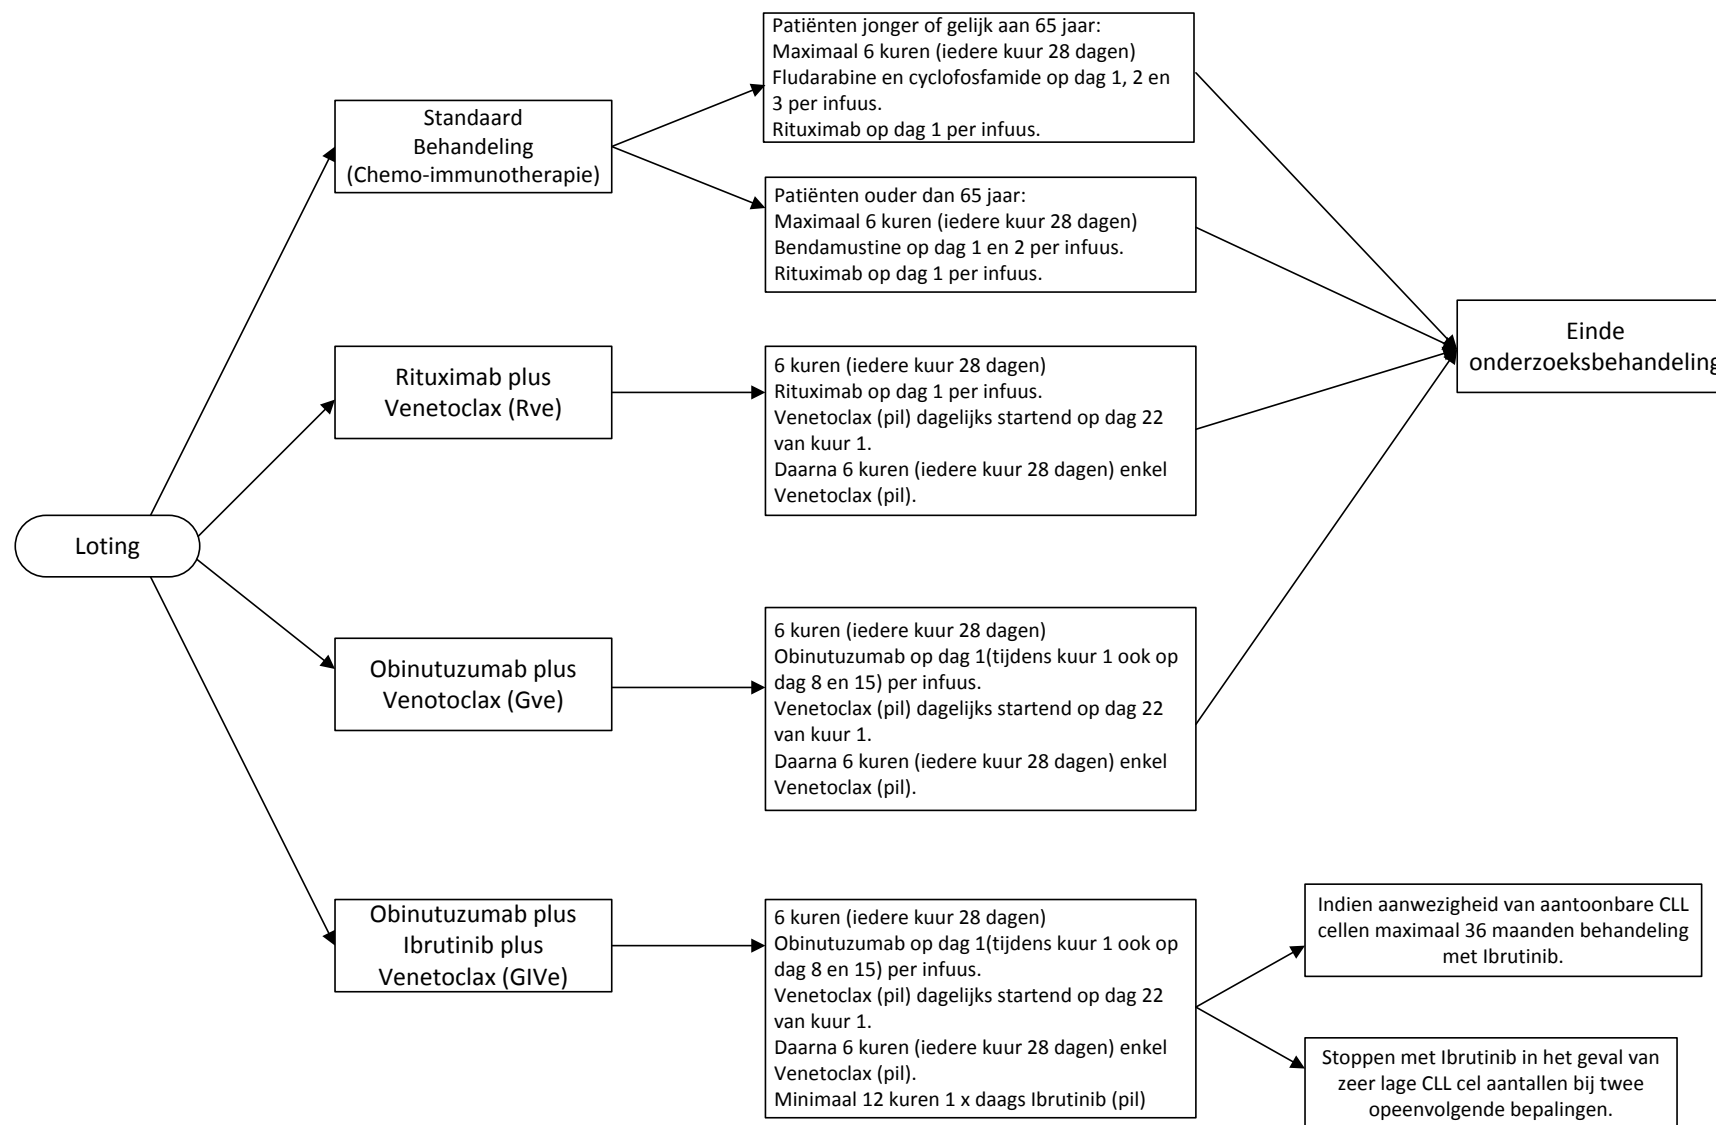 Patiënten jonger of gelijk aan 65 jaar:
Maximaal 6 kuren (iedere kuur 28 dagen)
Fludarabine en cyclofosfamide op dag 1, 2 en
3 per infuus.
Rituximab op dag 1 per infuus.
Standaard
Behandeling
(Chemo-immunotherapie)
Patiënten ouder dan 65 jaar:
Maximaal 6 kuren (iedere kuur 28 dagen)
Bendamustine op dag 1 en 2 per infuus.
Rituximab op dag 1 per infuus.
Einde
onderzoeksbehandeling
Rituximab plus
Venetoclax (Rve)
6 kuren (iedere kuur 28 dagen)
Rituximab op dag 1 per infuus.
Venetoclax (pil) dagelijks startend op dag 22
van kuur 1.
Daarna 6 kuren (iedere kuur 28 dagen) enkel
Venetoclax (pil).
Loting
Obinutuzumab plus
Venotoclax (Gve)
6 kuren (iedere kuur 28 dagen)
Obinutuzumab op dag 1(tijdens kuur 1 ook op
dag 8 en 15) per infuus.
Venetoclax (pil) dagelijks startend op dag 22
van kuur 1.
Daarna 6 kuren (iedere kuur 28 dagen) enkel
Venetoclax (pil).
Obinutuzumab plus
Ibrutinib plus
Venetoclax (GIVe)
6 kuren (iedere kuur 28 dagen)
Obinutuzumab op dag 1(tijdens kuur 1 ook op
dag 8 en 15) per infuus.
Venetoclax (pil) dagelijks startend op dag 22
van kuur 1.
Daarna 6 kuren (iedere kuur 28 dagen) enkel
Venetoclax (pil).
Minimaal 12 kuren 1 x daags Ibrutinib (pil)
Indien aanwezigheid van aantoonbare CLL
cellen maximaal 36 maanden behandeling
met Ibrutinib.
Stoppen met Ibrutinib in het geval van
zeer lage CLL cel aantallen bij twee
opeenvolgende bepalingen.